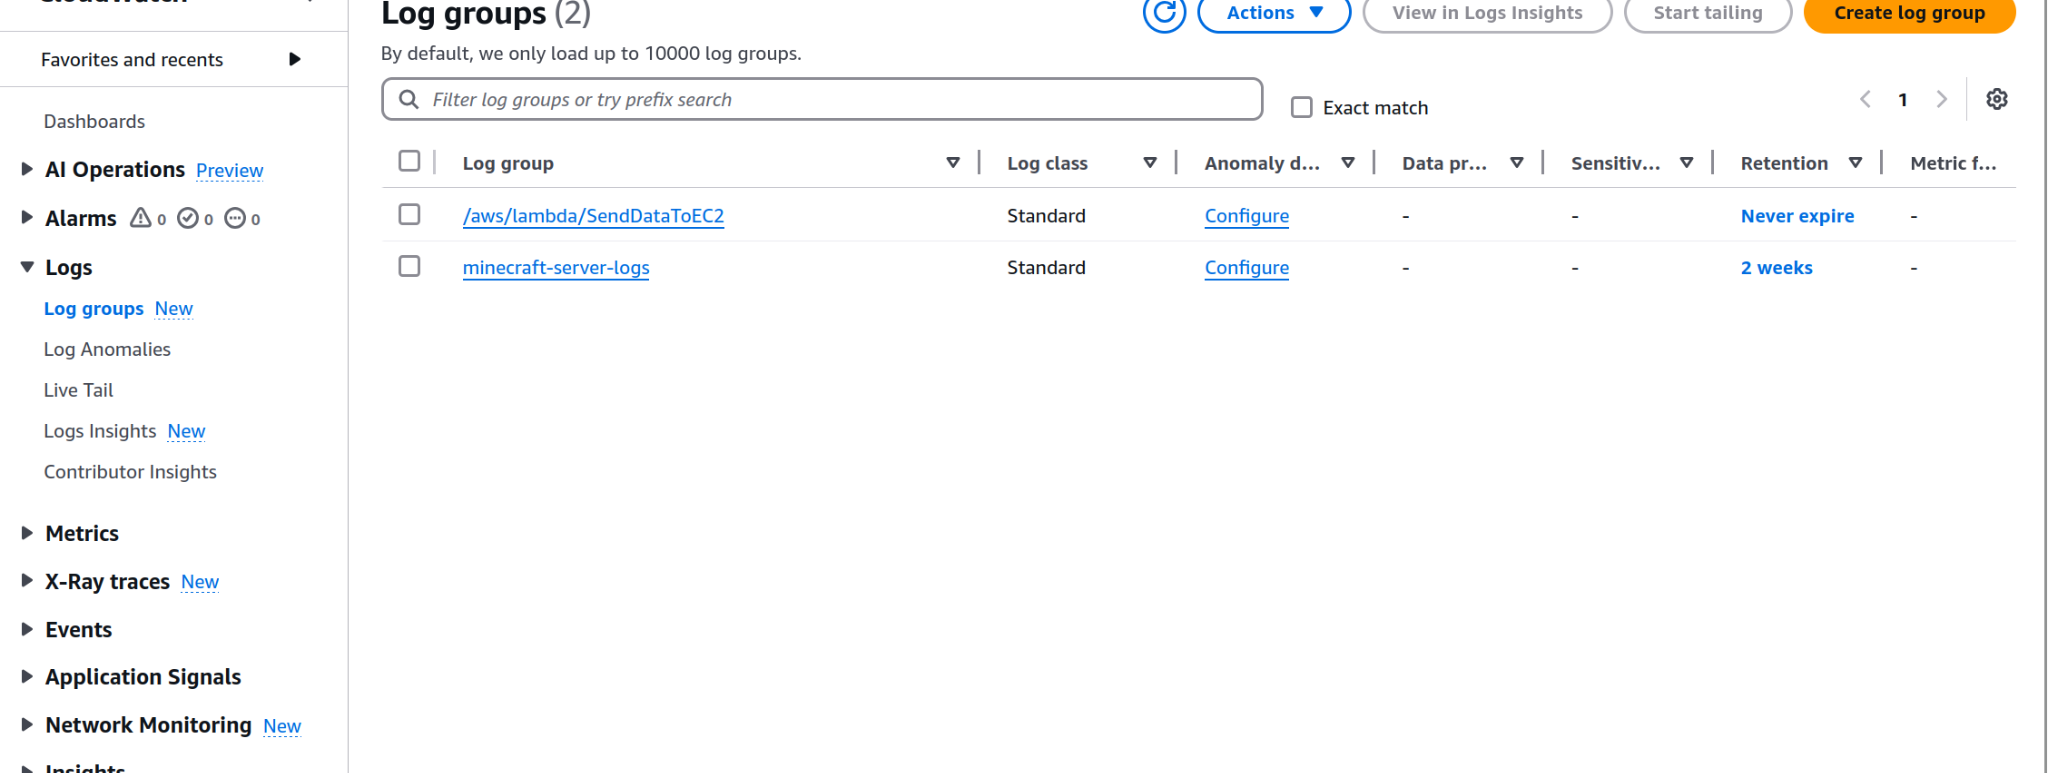 CloudWatch
Favorites and recents
Dashboards
AI Operations Preview
Alarms 0 0 0
Logs
Log groups New
Log Anomalies
Live Tail
Logs Insights New
Contributor Insights
Metrics
X-Ray traces New
Events
Application Signals
Network Monitoring New
Insights
Log groups (2)
Actions
View in Logs Insights
Start tailing
Create log group
By default, we only load up to 10000 log groups.
Filter log groups or try prefix search
Exact match
1
Log group Log class Anomaly d... Data pr... Sensitiv... Retention Metric f...
/aws/lambda/SendDataToEC2 Standard Configure - - Never expire -
minecraft-server-logs Standard Configure - - 2 weeks -